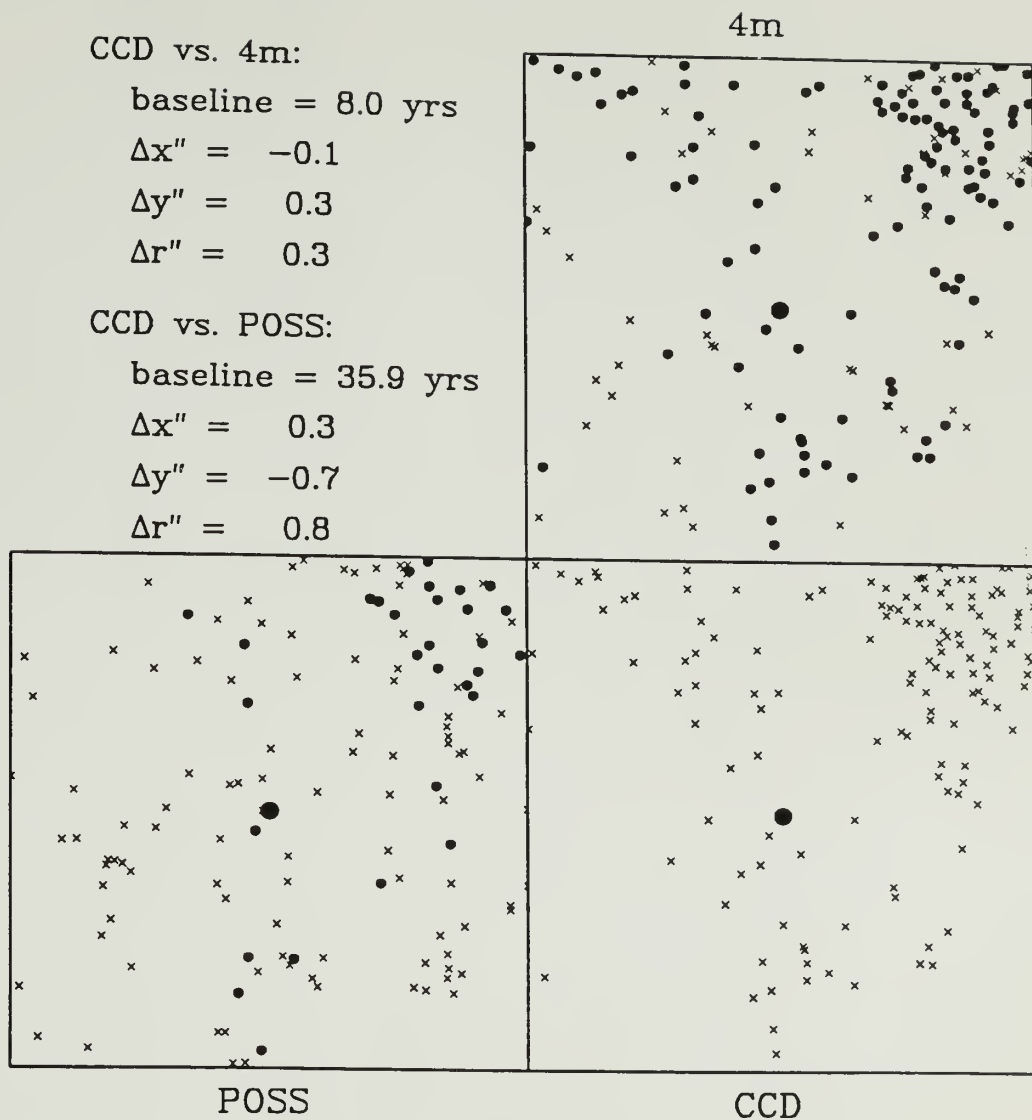 CCD vs. 4m:
baseline = 8.0 yrs
Δx" = −0.1
Δy" = 0.3
Δr" = 0.3
CCD vs. POSS:
baseline = 35.9 yrs
Δx" = 0.3
Δy" = −0.7
Δr" = 0.8
4m
POSS
CCD